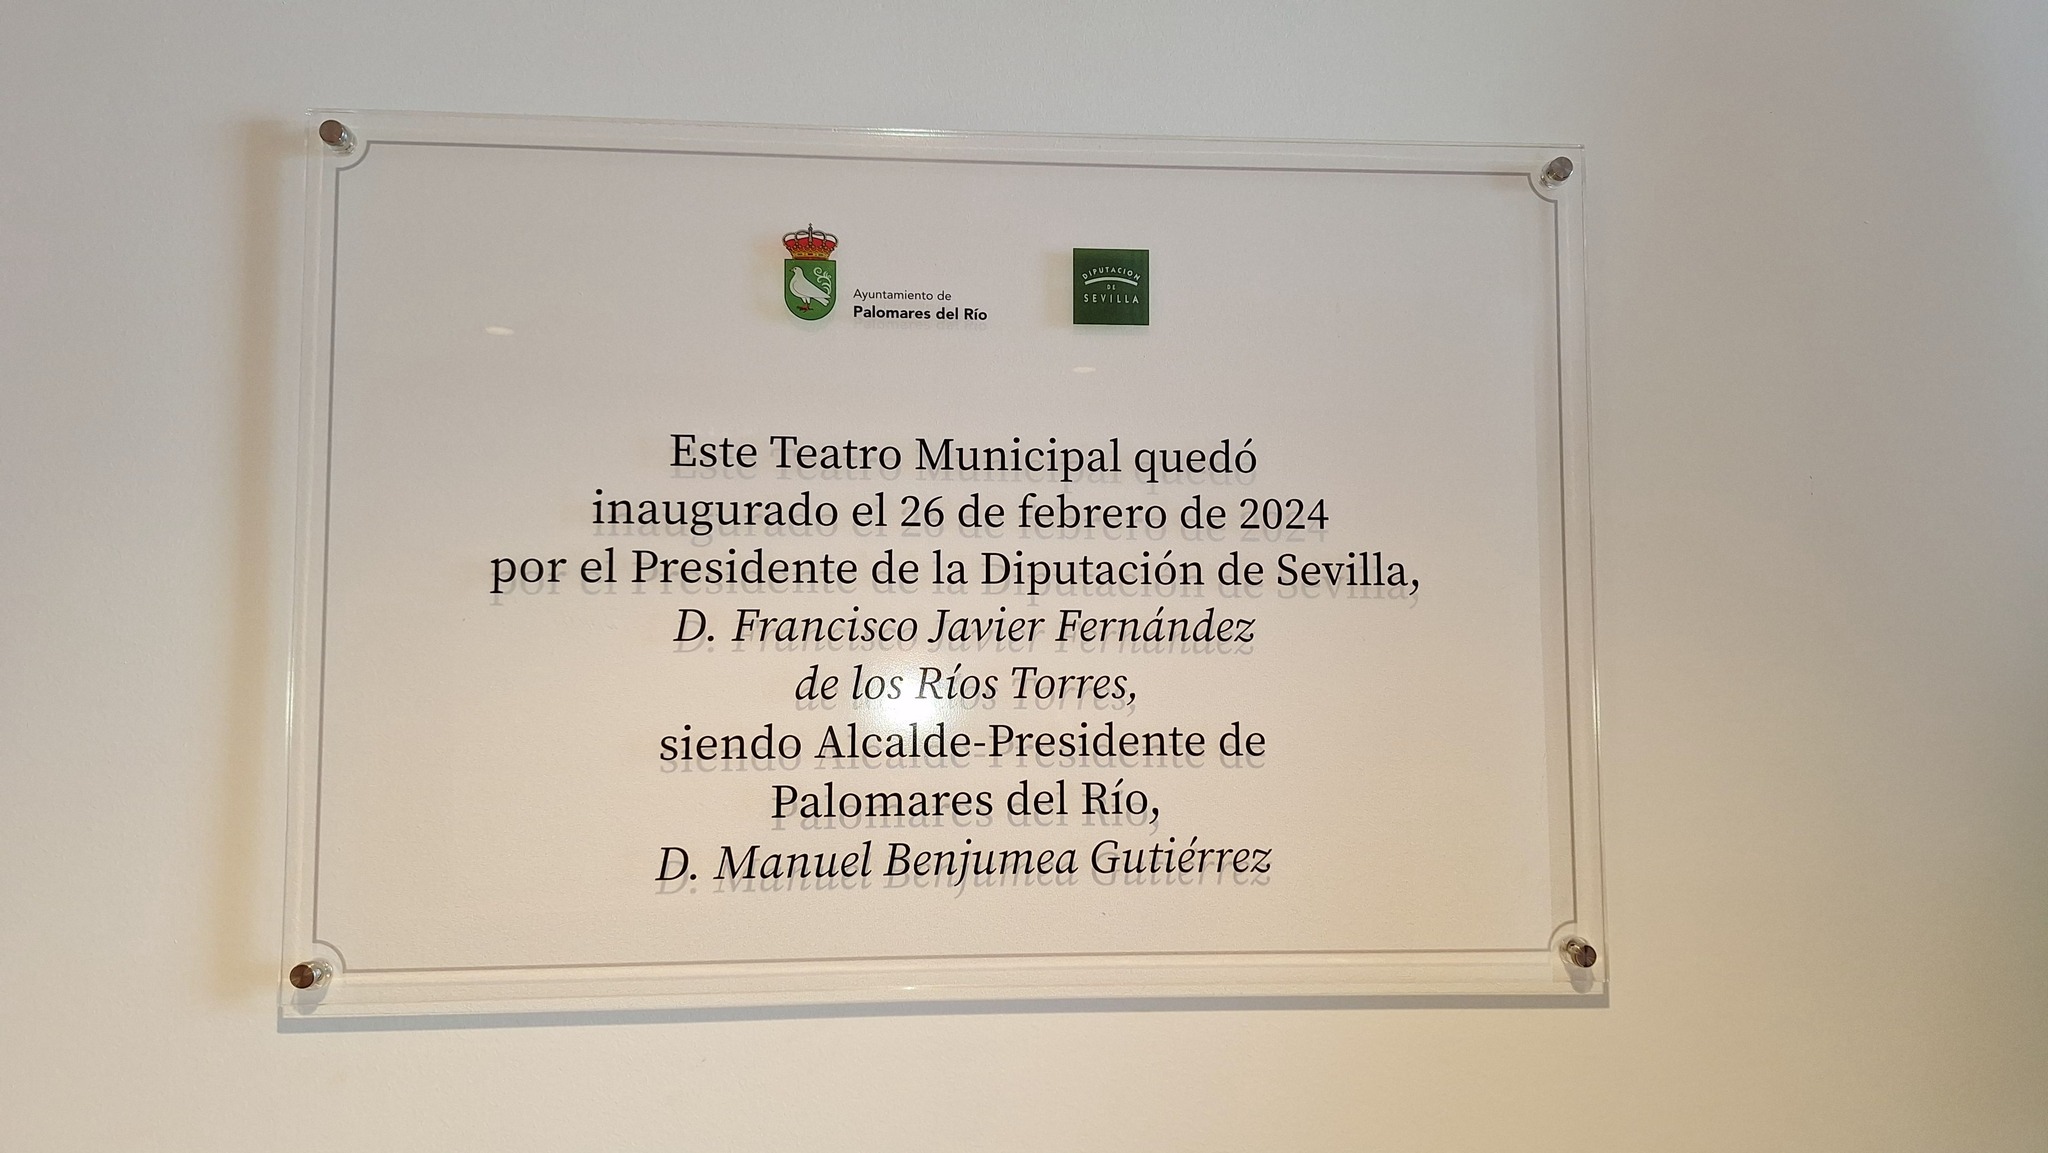 Ayuntamiento de
Palomares del Río
DIPUTACION
DE
SEVILLA
Este Teatro Municipal quedó
inaugurado el 26 de febrero de 2024
por el Presidente de la Diputación de Sevilla,
D. Francisco Javier Fernández
de los Ríos Torres,
siendo Alcalde-Presidente de
Palomares del Río,
D. Manuel Benjumea Gutiérrez